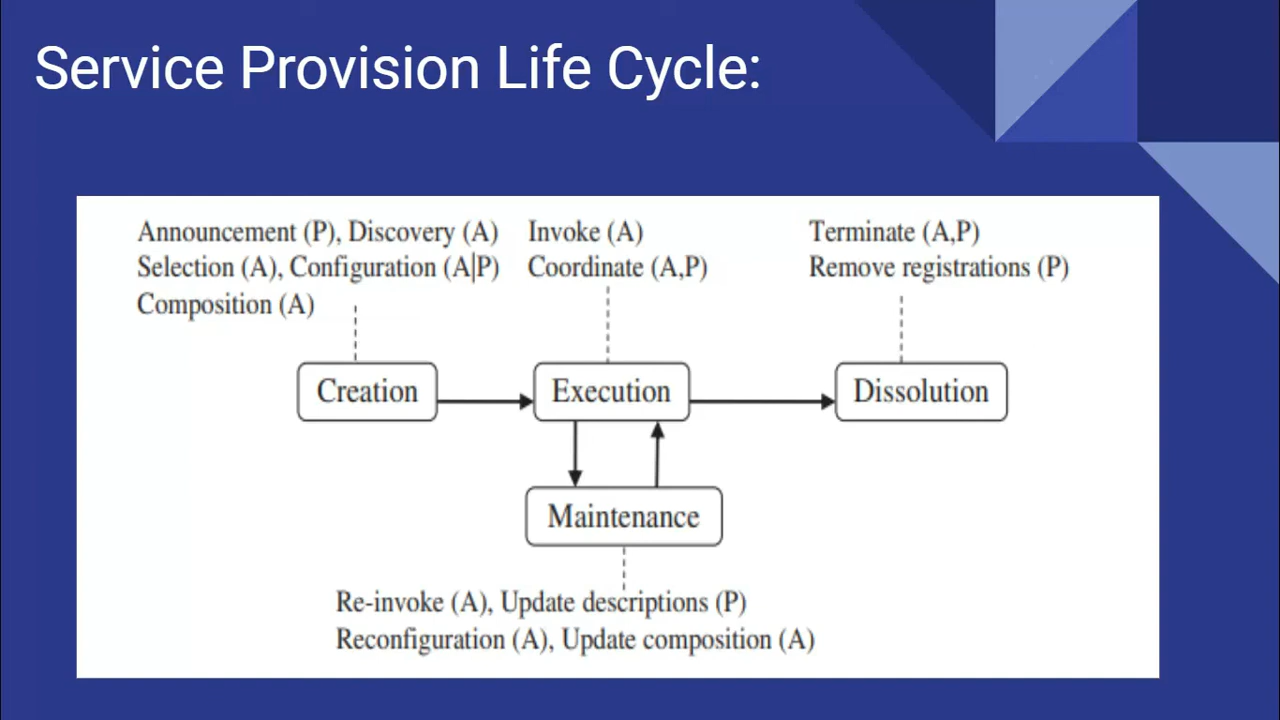 Service Provision Life Cycle:
Announcement (P), Discovery (A)
Selection (A), Configuration (A|P)
Composition (A)
Invoke (A)
Coordinate (A,P)
Terminate (A,P)
Remove registrations (P)
Creation
Execution
Dissolution
Maintenance
Re-invoke (A), Update descriptions (P)
Reconfiguration (A), Update composition (A)